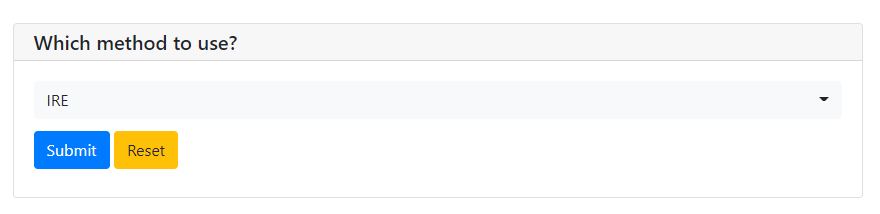 Which method to use?
IRE
Submit Reset